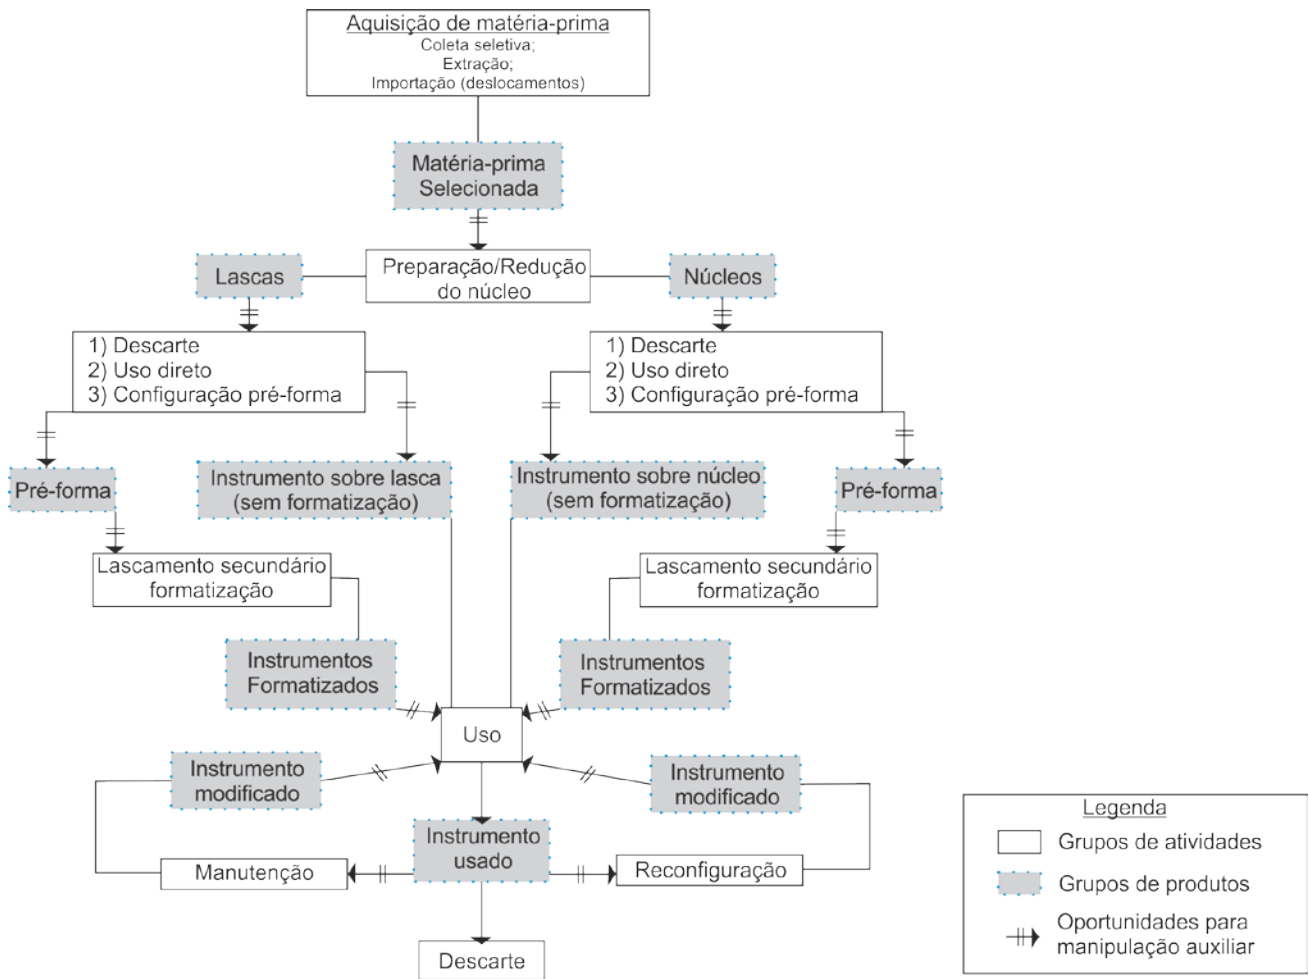 Aquisição de matéria-prima
Coleta seletiva;
Extração;
Importação (deslocamentos)
Matéria-prima
Selecionada
Lascas
Preparação/Redução
do núcleo
Núcleos
1) Descarte
2) Uso direto
3) Configuração pré-forma
1) Descarte
2) Uso direto
3) Configuração pré-forma
Pré-forma
Instrumento sobre lasca
(sem formatização)
Instrumento sobre núcleo
(sem formatização)
Pré-forma
Lascamento secundário
formatização
Lascamento secundário
formatização
Instrumentos
Formatizados
Instrumentos
Formatizados
Uso
Instrumento
modificado
Instrumento
modificado
Instrumento
usado
Manutenção
Reconfiguração
Descarte
Legenda
Grupos de atividades
Grupos de produtos
Oportunidades para
manipulação auxiliar